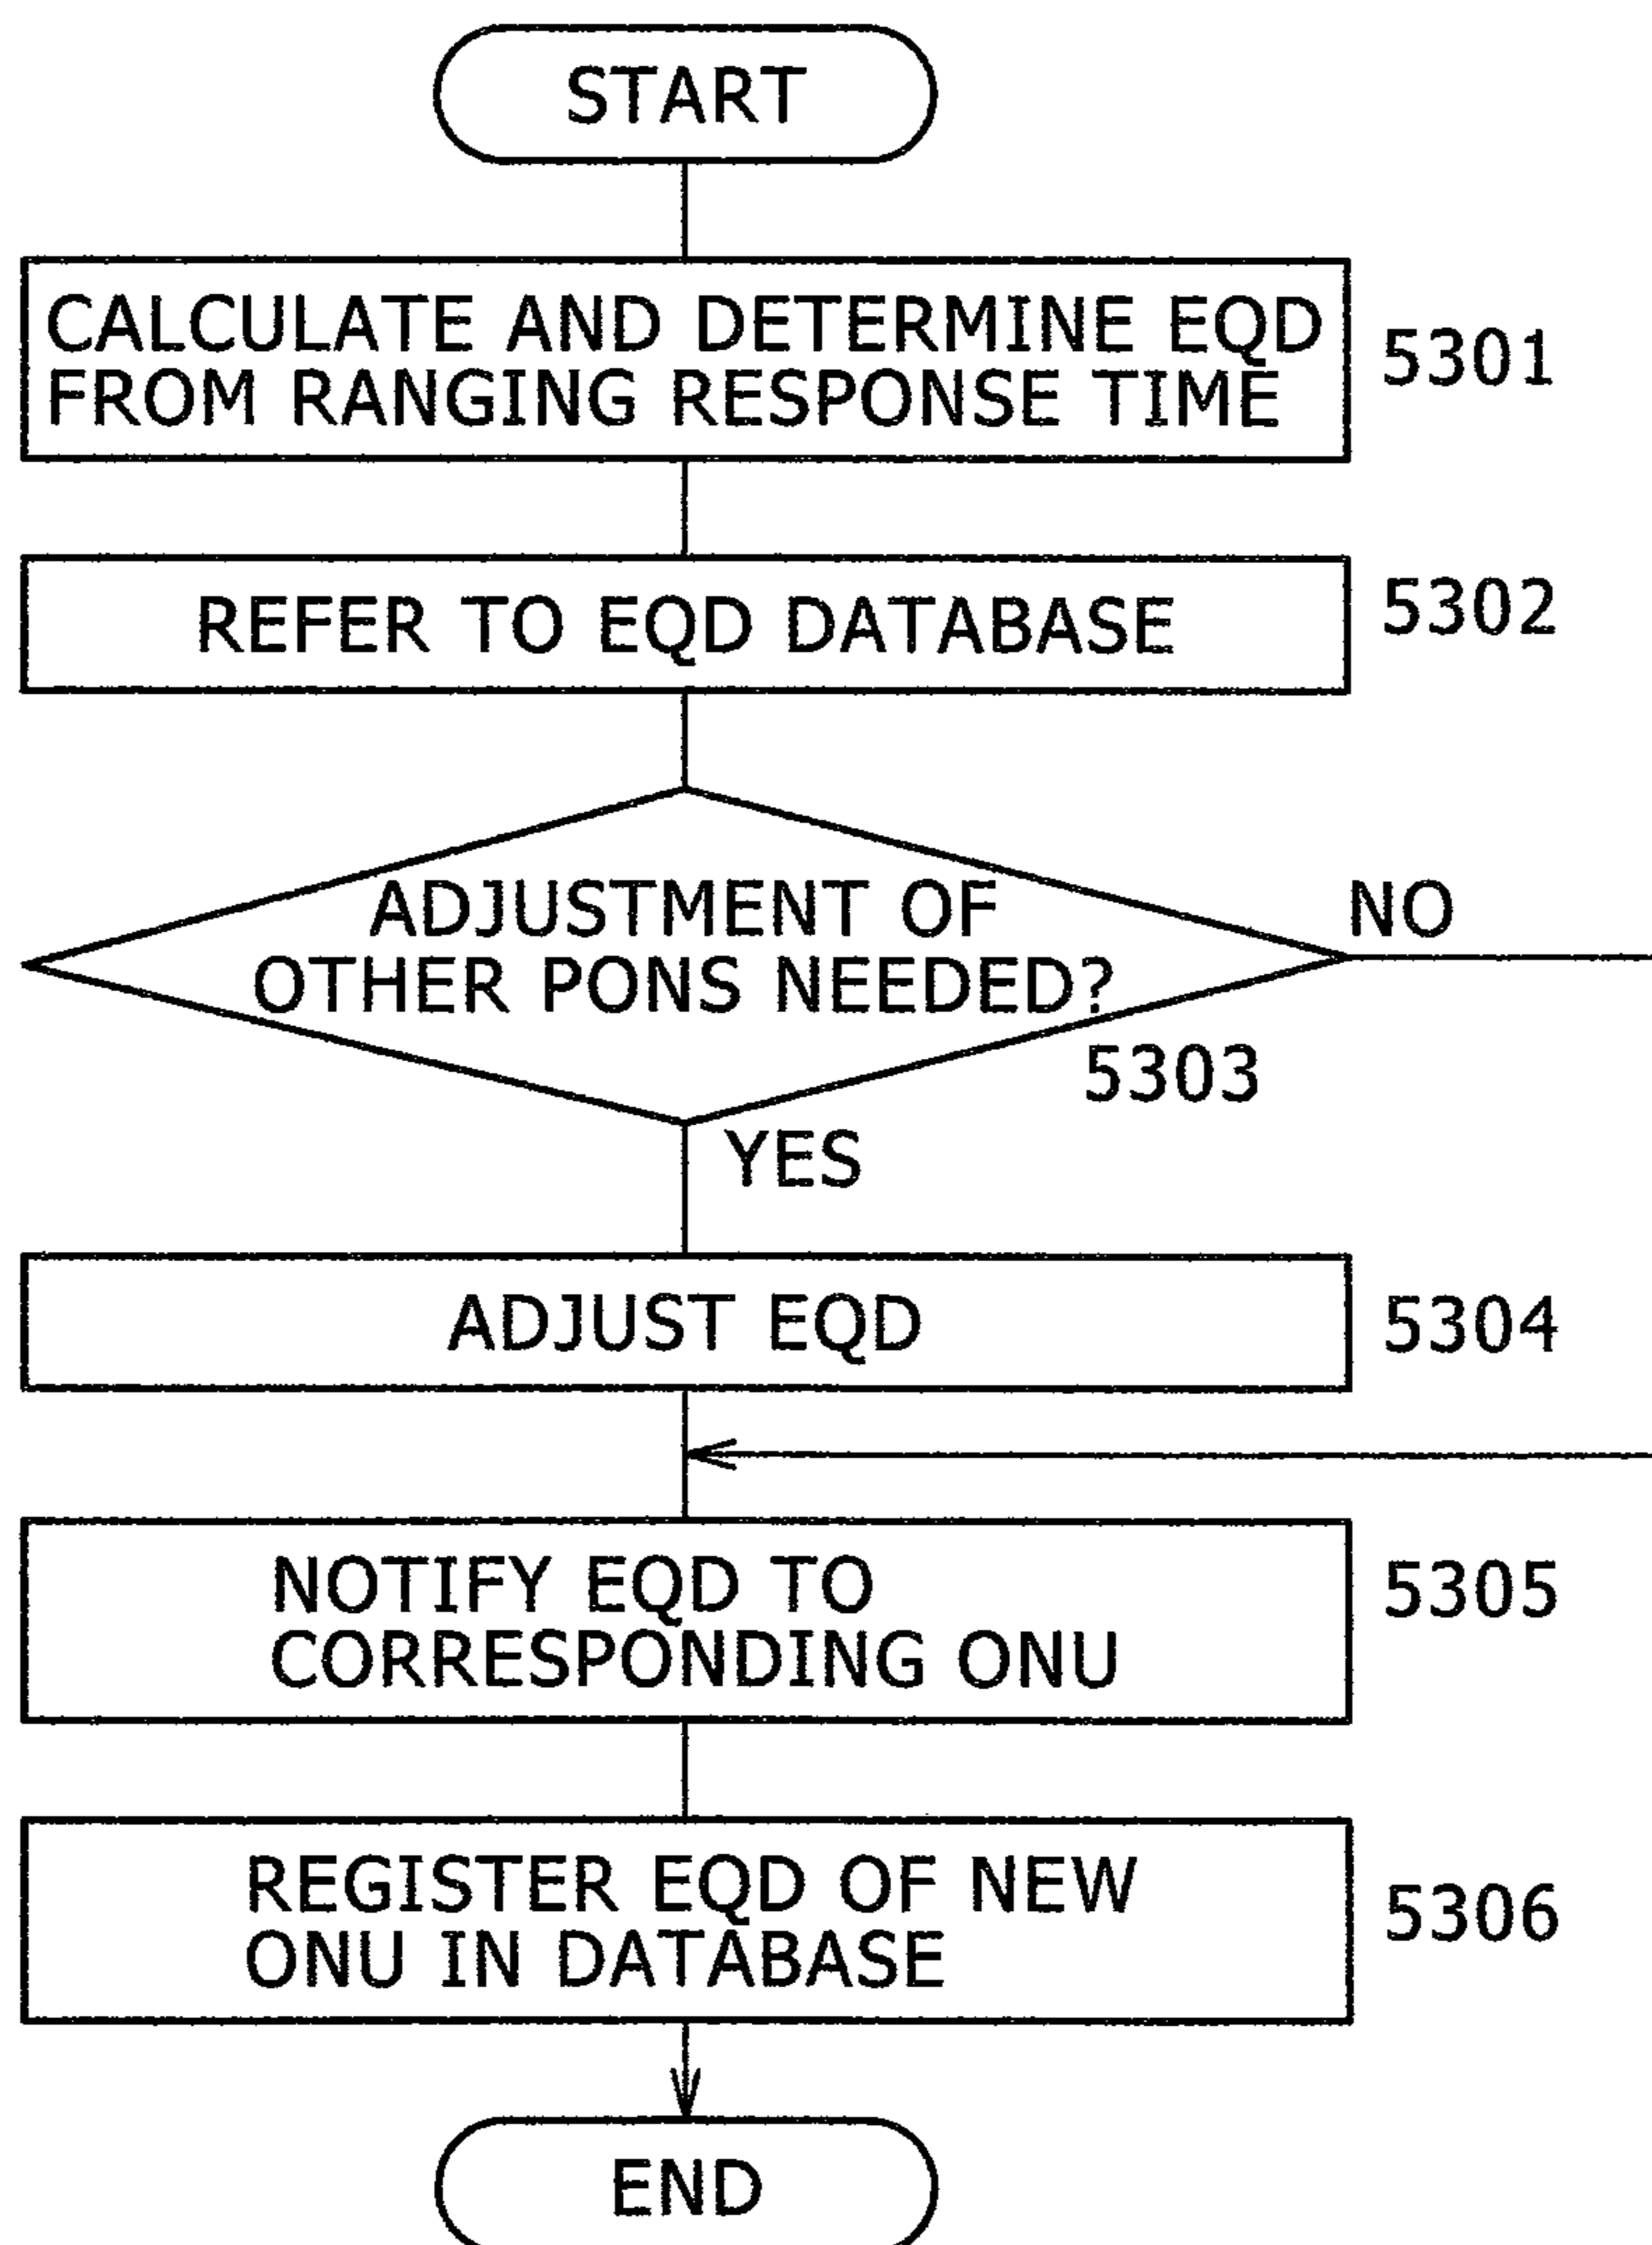 START
CALCULATE AND DETERMINE EQD
FROM RANGING RESPONSE TIME
5301
REFER TO EQD DATABASE
5302
ADJUSTMENT OF
OTHER PONS NEEDED?
NO
5303
YES
ADJUST EQD
5304
NOTIFY EQD TO
CORRESPONDING ONU
5305
REGISTER EQD OF NEW
ONU IN DATABASE
5306
END